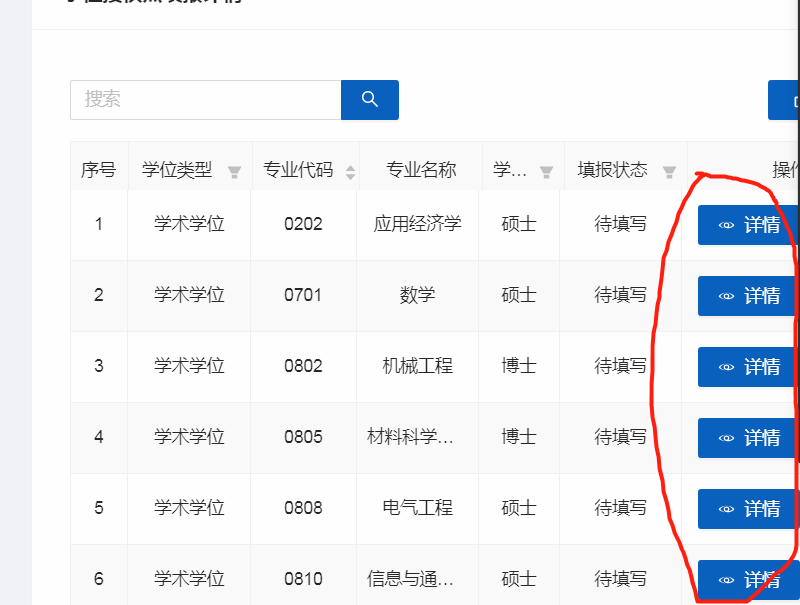 搜索
序号 学位类型 专业代码 专业名称 学... 填报状态 操作
1 学术学位 0202 应用经济学 硕士 待填写 详情
2 学术学位 0701 数学 硕士 待填写 详情
3 学术学位 0802 机械工程 博士 待填写 详情
4 学术学位 0805 材料科学... 博士 待填写 详情
5 学术学位 0808 电气工程 硕士 待填写 详情
6 学术学位 0810 信息与通... 硕士 待填写 详情